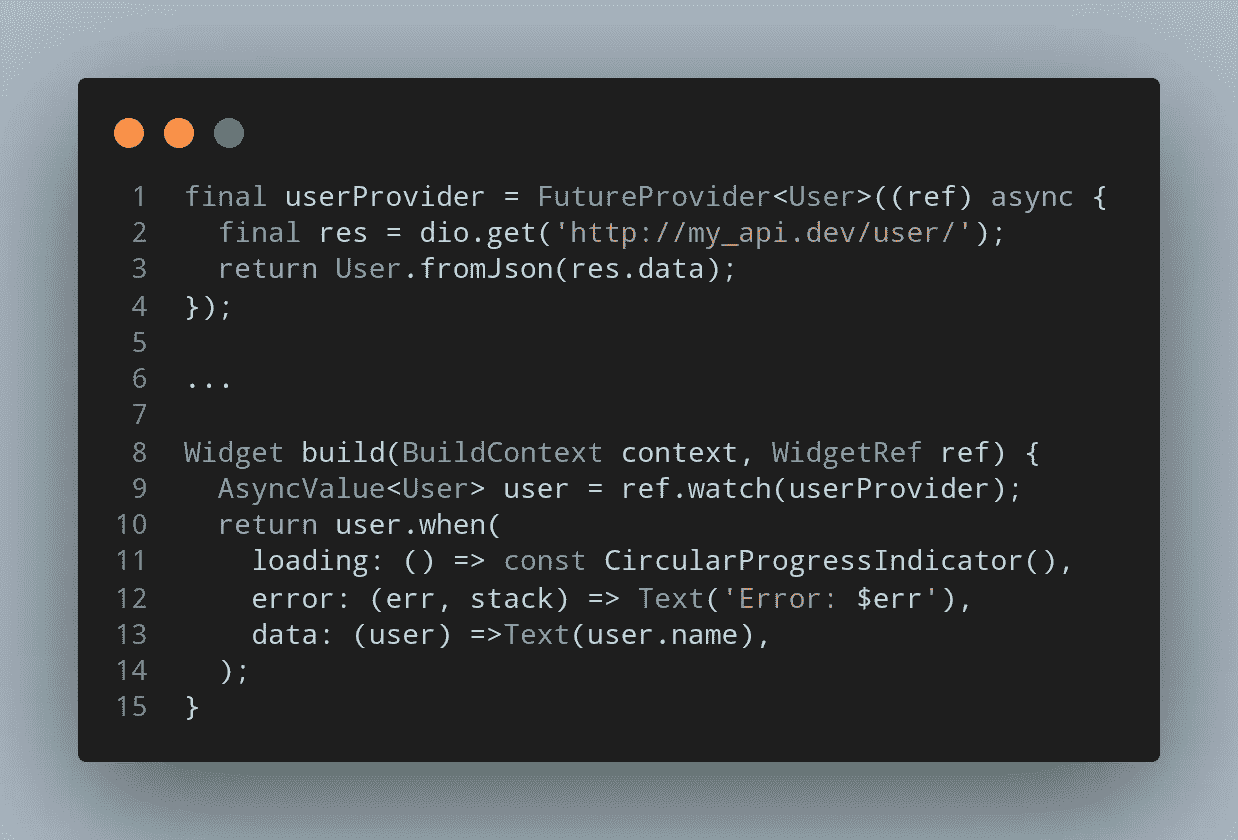 1 final userProvider = FutureProvider<User>((ref) async {
2   final res = dio.get('http://my_api.dev/user/');
3   return User.fromJson(res.data);
4 });
5
6 ...
7
8 Widget build(BuildContext context, WidgetRef ref) {
9   AsyncValue<User> user = ref.watch(userProvider);
10   return user.when(
11     loading: () => const CircularProgressIndicator(),
12     error: (err, stack) => Text('Error: $err'),
13     data: (user) =>Text(user.name),
14   );
15 }